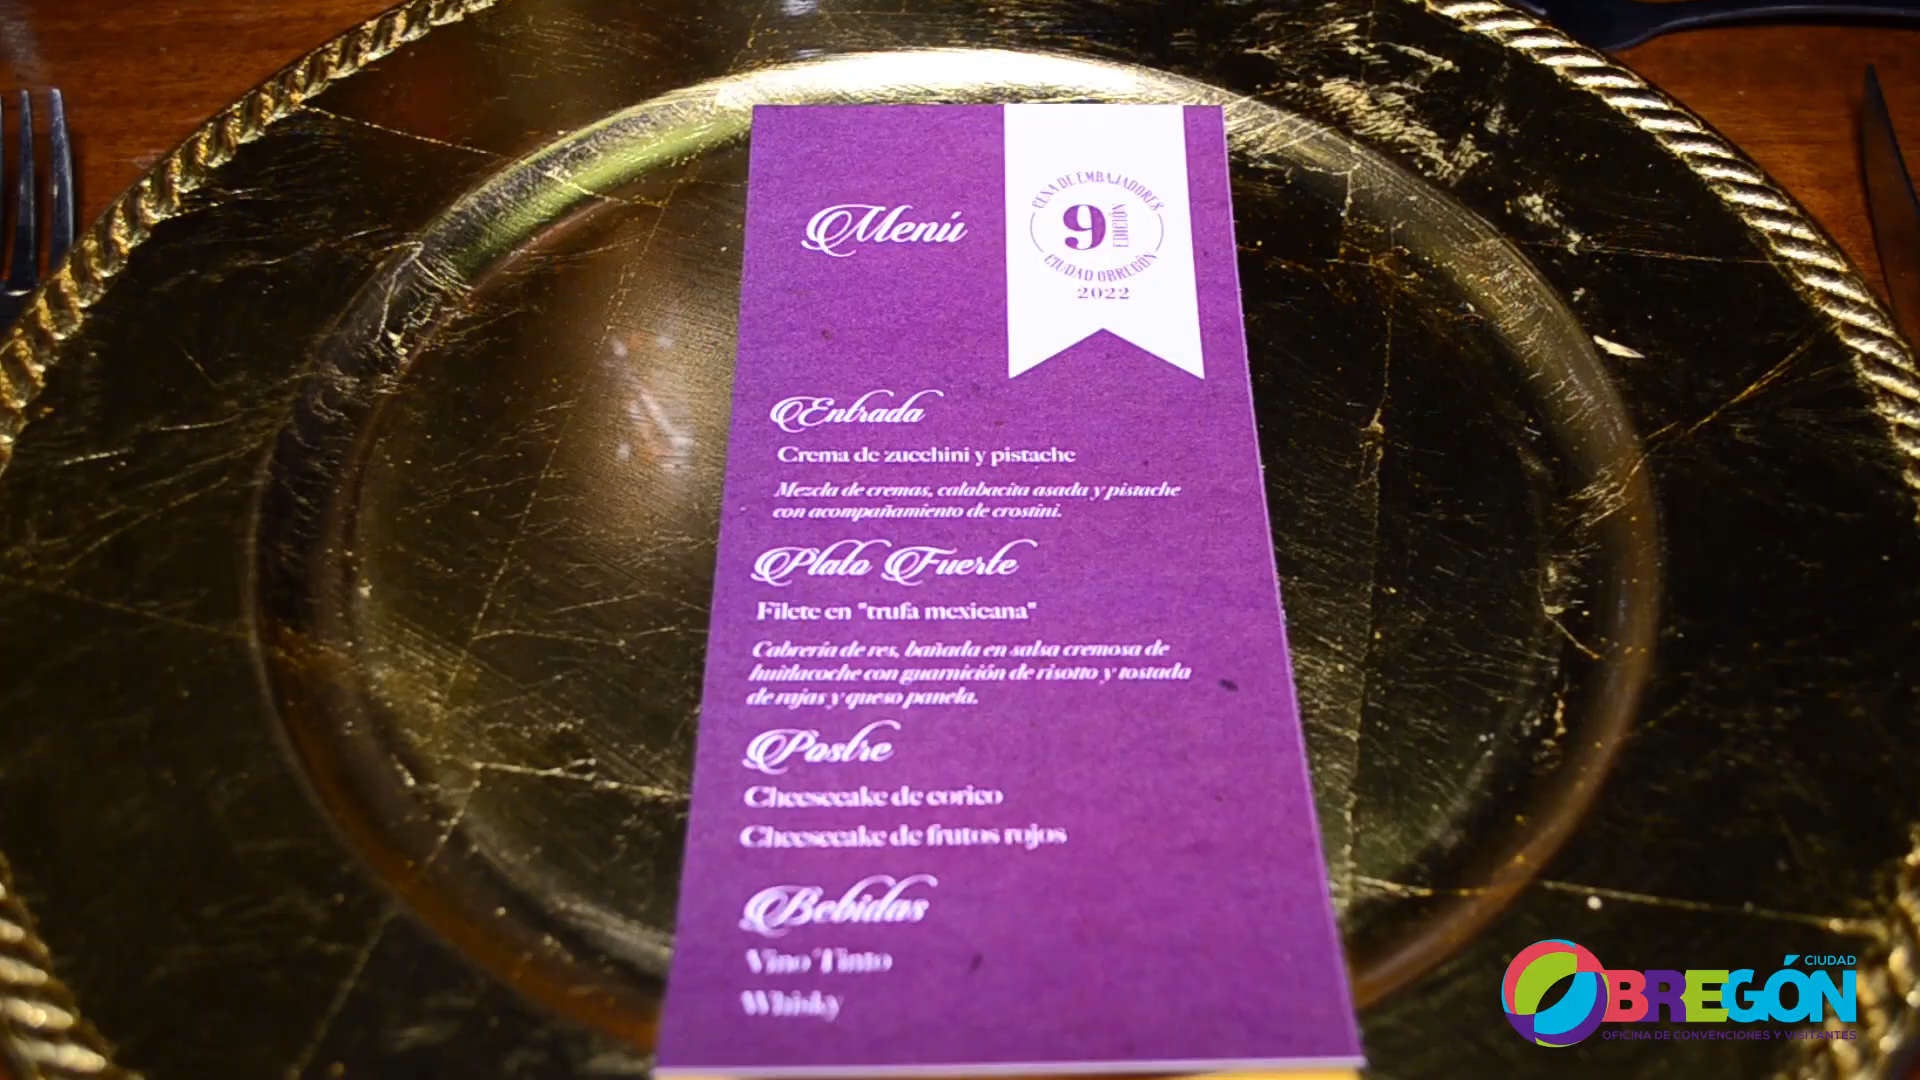 Menú
CENA DE EMBAJADORES
9
EDICIÓN
CIUDAD OBREGÓN
2022
Entrada
Crema de zucchini y pistache
Mezcla de cremas, calabacita asada y pistache
con acompañamiento de crostini.
Plato Fuerte
Filete en "trufa mexicana"
Cabrería de res, bañada en salsa cremosa de
huitlacoche con guarnición de risotto y tostada
de rajas y queso panela.
Postre
Cheesecake de corico
Cheesecake de frutos rojos
Bebidas
Vino Tinto
Whisky
CIUDAD
OBREGÓN
OFICINA DE CONVENCIONES Y VISITANTES